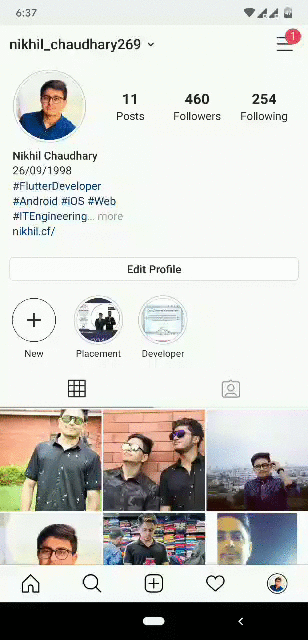 6:37
nikhil_chaudhary269
1
11 460 254
Posts Followers Following
Nikhil Chaudhary
26/09/1998
#FlutterDeveloper
#Android #iOS #Web
#ITEngineering... more
nikhil.cf/
Edit Profile
New Placement Developer